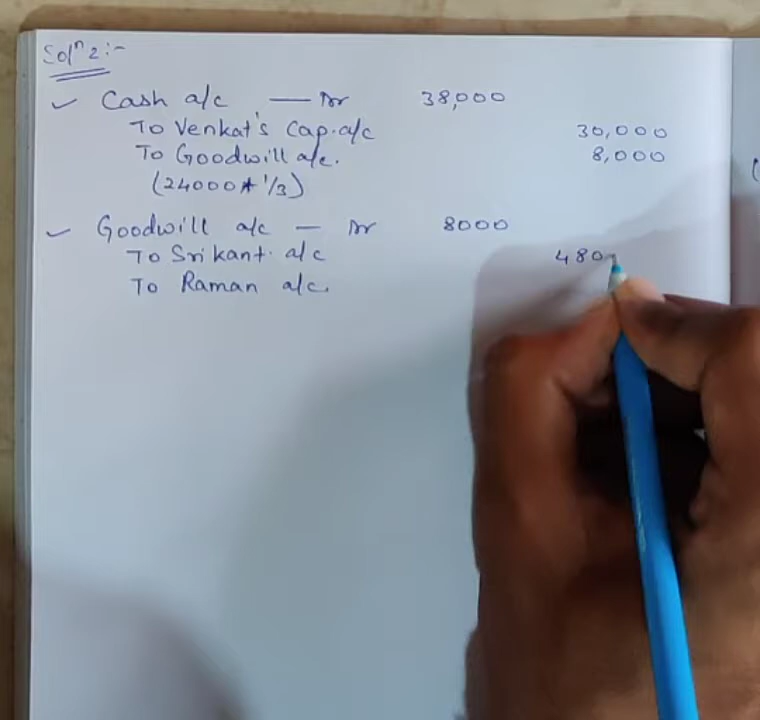 Solⁿ 2:-
✓ Cash a/c — Dr 38,000
To Venkat's Cap. a/c 30,000
To Goodwill a/c. 8,000
(24000 * 1/3)
✓ Goodwill a/c — Dr 8000
To Srikant. a/c 480
To Raman a/c.